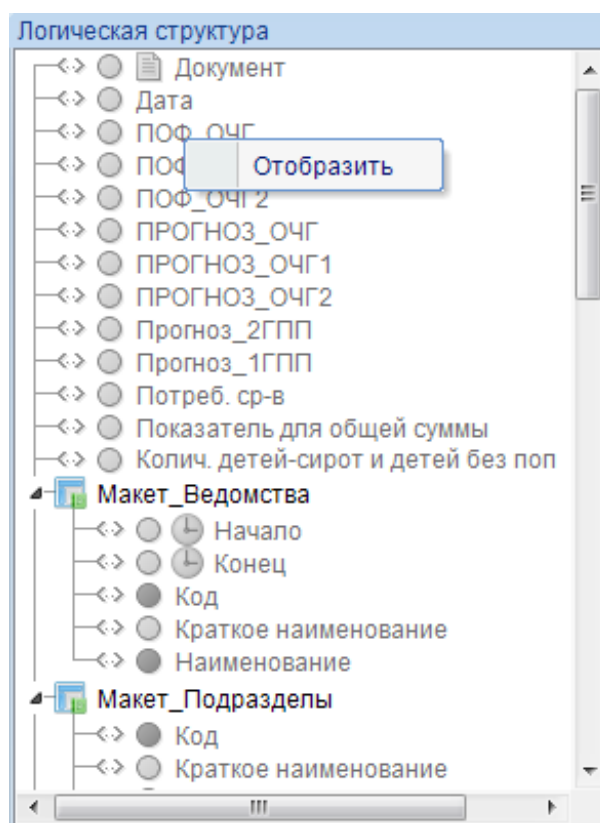 Логическая структура
Документ
Дата
ПОФ_ОЧГ
Отобразить
ПОФ_ОЧГ2
ПРОГНОЗ_ОЧГ
ПРОГНОЗ_ОЧГ1
ПРОГНОЗ_ОЧГ2
Прогноз_2ГПП
Прогноз_1ГПП
Потреб. ср-в
Показатель для общей суммы
Колич. детей-сирот и детей без поп
Макет_Ведомства
Начало
Конец
Код
Краткое наименование
Наименование
Макет_Подразделы
Код
Краткое наименование